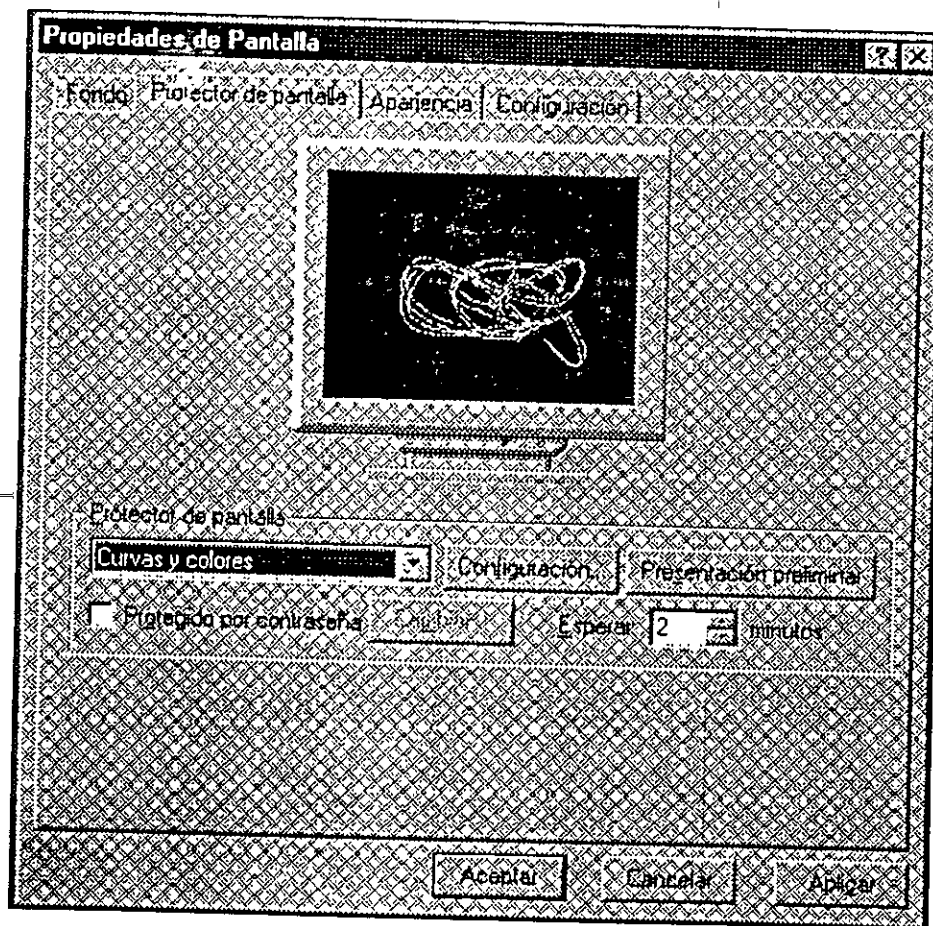 Propiedades de Pantalla
Fondo Protector de pantalla Apariencia Configuración
Protector de pantalla
Curvas y colores Configuración... Presentación preliminar
Protegido por contraseña Cambiar... Esperar 2 minutos
Aceptar Cancelar Aplicar